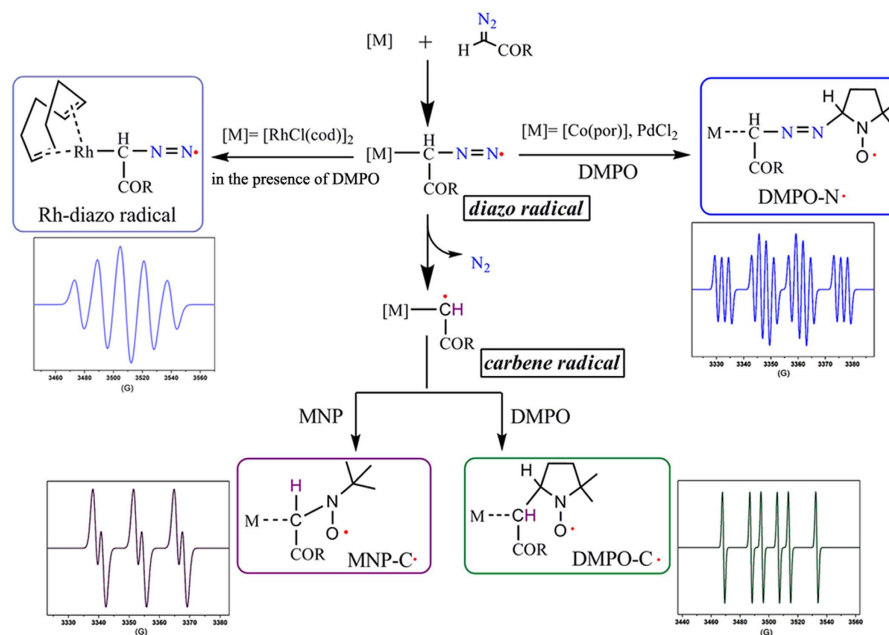 [M] + N2
H COR
[M]= [RhCl(cod)]2
in the presence of DMPO
[M] H N=N•
COR
diazo radical
[M]= [Co(por)], PdCl2
DMPO
Rh H N=N•
COR
Rh-diazo radical
M H N=N H N
COR O•
DMPO-N•
3460 3480 3500 3520 3540 3560
(G)
N2
[M] •CH
COR
carbene radical
3330 3340 3350 3360 3370 3380
(G)
MNP DMPO
H
M C N
O•
COR
MNP-C•
H
N
M CH O•
COR
DMPO-C•
3330 3340 3350 3360 3370
(G)
3440 3460 3480 3500 3520 3540 3560
(G)